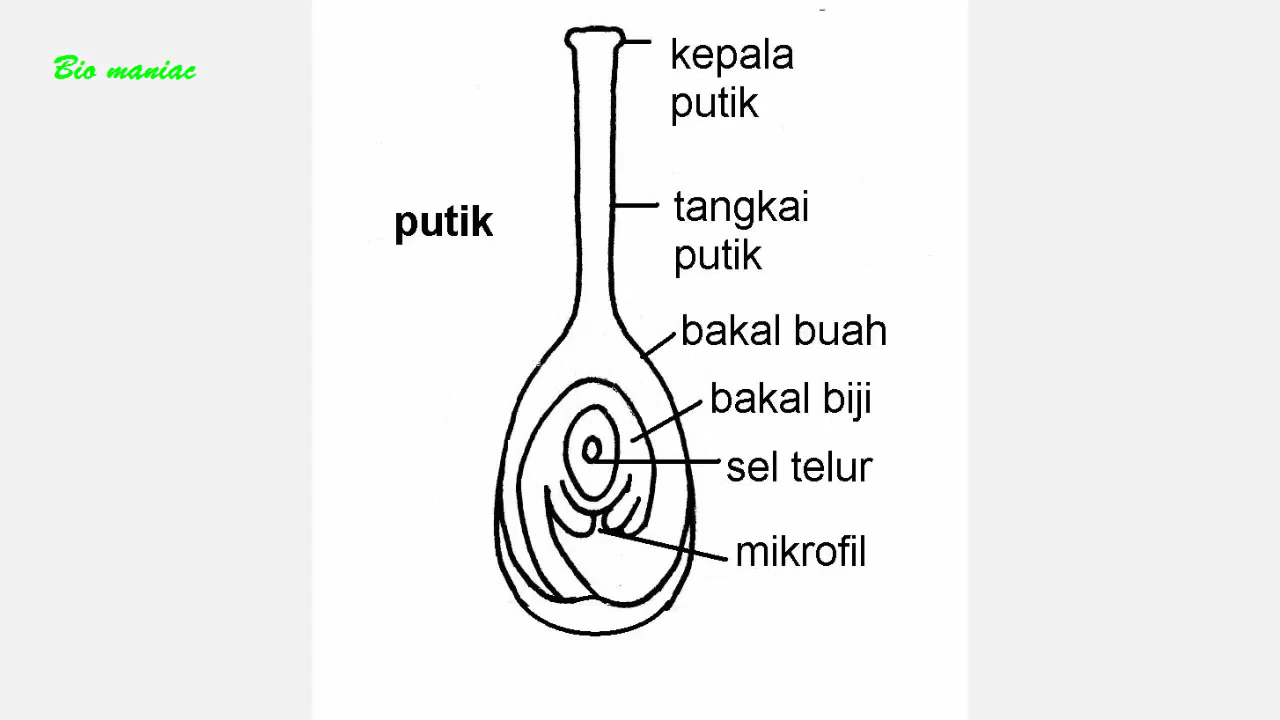 Bio maniac
kepala
putik
tangkai
putik
putik
bakal buah
bakal biji
sel telur
mikrofil